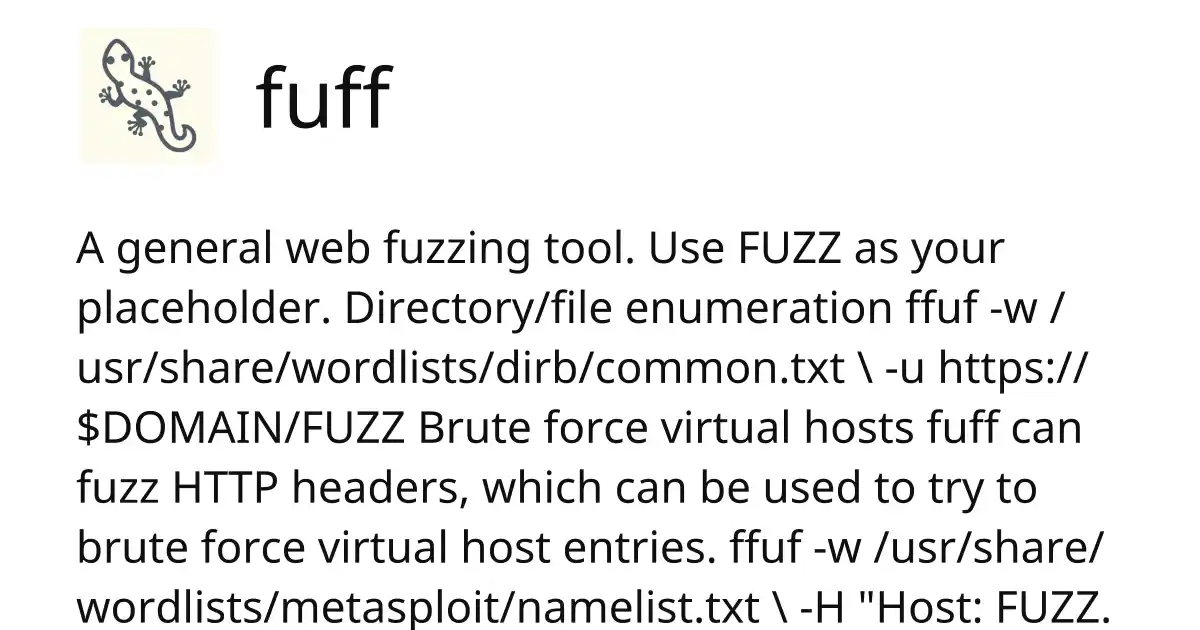 fuff
A general web fuzzing tool. Use FUZZ as your
placeholder. Directory/file enumeration ffuf -w /
usr/share/wordlists/dirb/common.txt \ -u https://
$DOMAIN/FUZZ Brute force virtual hosts fuff can
fuzz HTTP headers, which can be used to try to
brute force virtual host entries. ffuf -w /usr/share/
wordlists/metasploit/namelist.txt \ -H "Host: FUZZ.